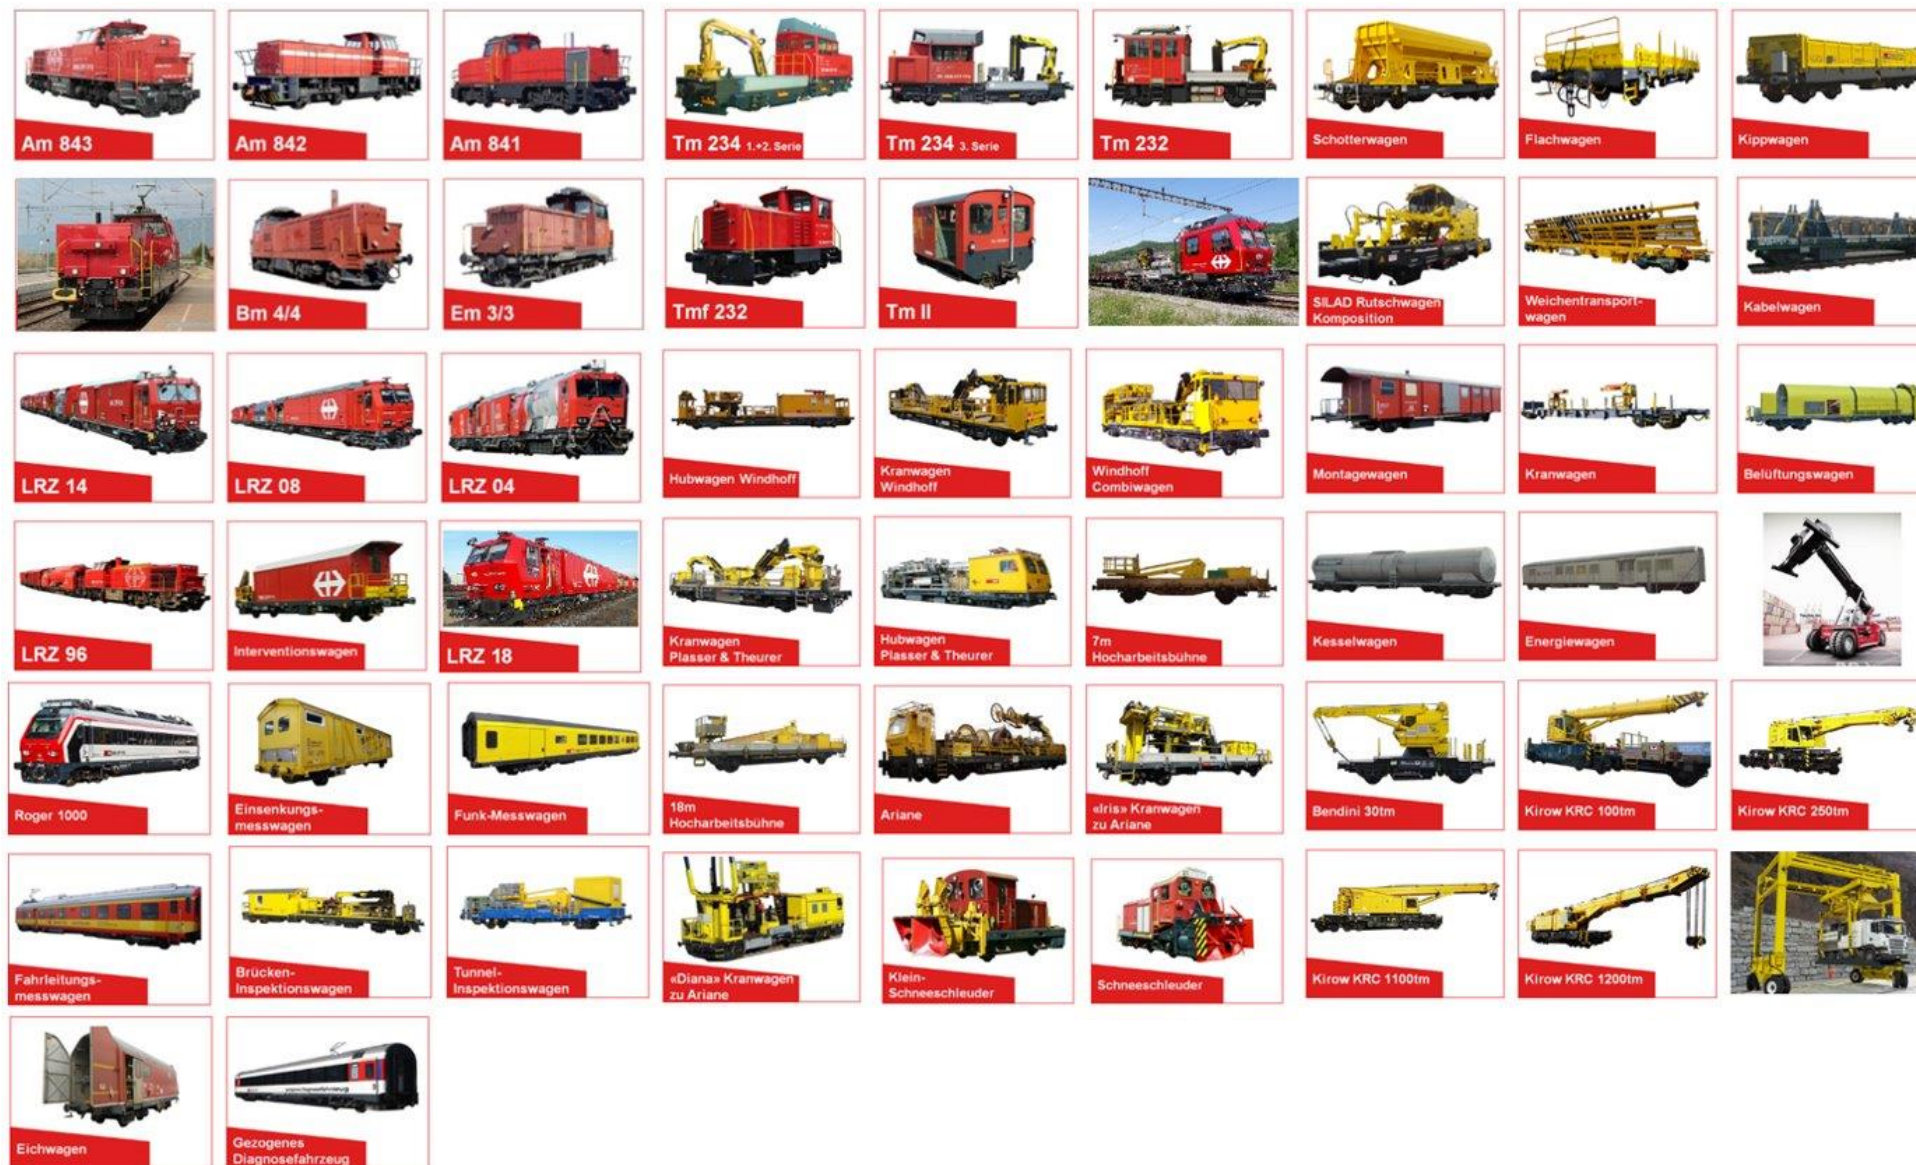 Am 843
Am 842
Am 841
Tm 234 1.+2. Serie
Tm 234 3. Serie
Tm 232
Schotterwagen
Flachwagen
Kippwagen
Bm 4/4
Em 3/3
Tmf 232
Tm II
SILAD Rutschwagen
Komposition
Weichentransport-
wagen
Kabelwagen
LRZ 14
LRZ 08
LRZ 04
Hubwagen Windhoff
Kranwagen
Windhoff
Windhoff
Combiwagen
Montagewagen
Kranwagen
Belüftungswagen
LRZ 96
Interventionswagen
LRZ 18
Kranwagen
Plasser & Theurer
Hubwagen
Plasser & Theurer
7m
Hocharbeitsbühne
Kesselwagen
Energiewagen
Roger 1000
Einsenkungs-
messwagen
Funk-Messwagen
18m
Hocharbeitsbühne
Ariane
«Iris» Kranwagen
zu Ariane
Bendini 30tm
Kirow KRC 100tm
Kirow KRC 250tm
Fahrleitungs-
messwagen
Brücken-
Inspektionswagen
Tunnel-
Inspektionswagen
«Diana» Kranwagen
zu Ariane
Klein-
Schneeschleuder
Schneeschleuder
Kirow KRC 1100tm
Kirow KRC 1200tm
Eichwagen
Gezogenes
Diagnosefahrzeug